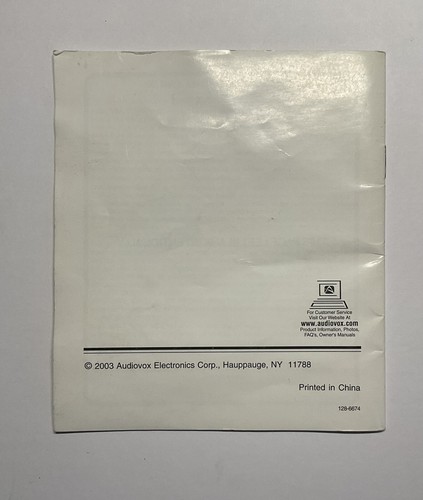 For Customer Service
Visit Our Website At
www.audiovox.com
Product Information, Photos,
FAQ's, Owner's Manuals
© 2003 Audiovox Electronics Corp., Hauppauge, NY 11788
Printed in China
128-6674